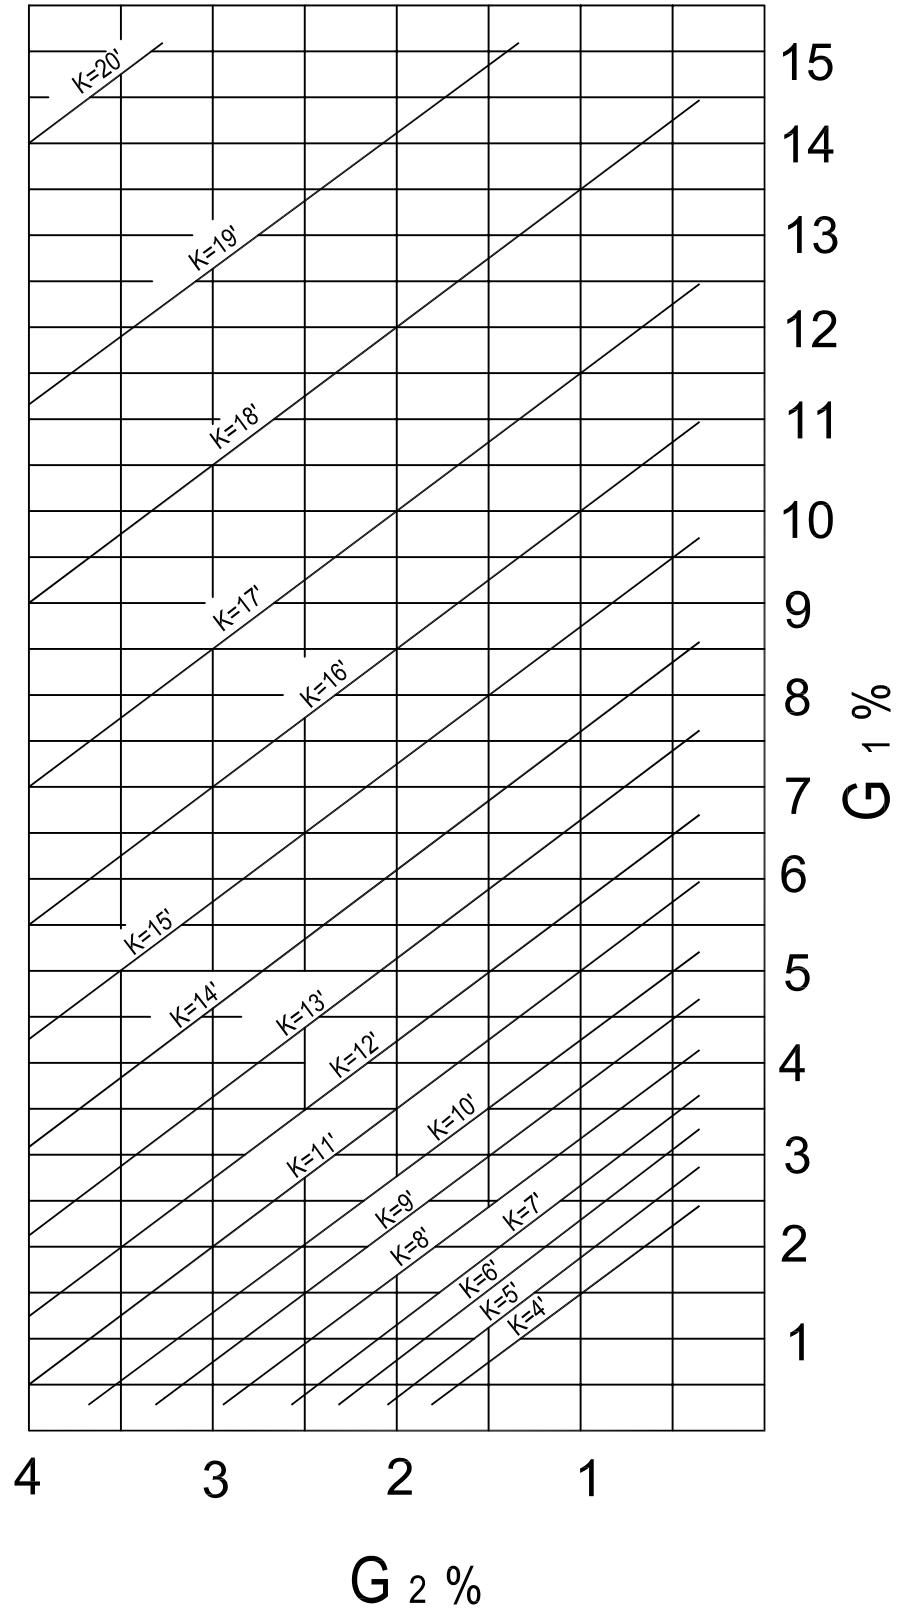 K=20'
15
14
K=19'
13
12
K=18'
11
10
K=17'
9
K=16'
8
G 1 %
7
6
K=15'
5
K=14'
K=13'
K=12'
4
K=10'
K=11'
3
K=9'
K=7'
K=8'
2
K=6'
K=5'
K=4'
1
4 3 2 1
G 2 %